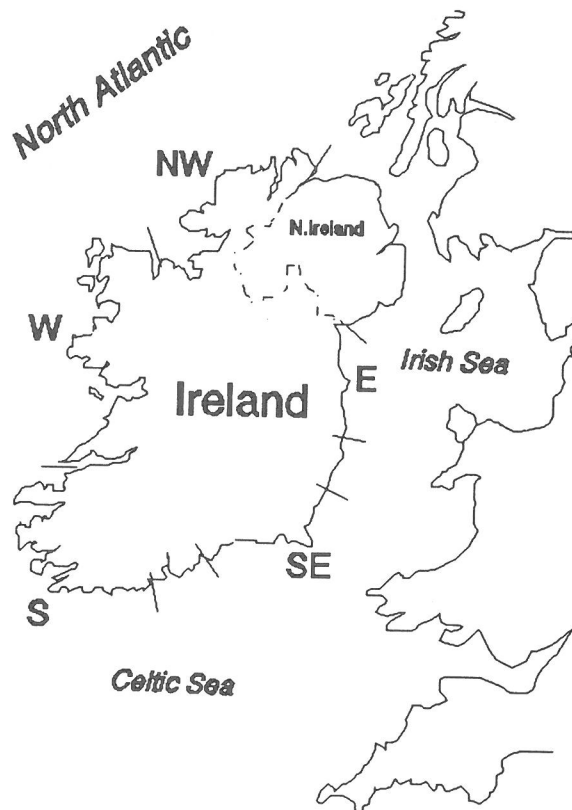 North Atlantic
NW
N.Ireland
W
Irish Sea
E
Ireland
SE
S
Celtic Sea